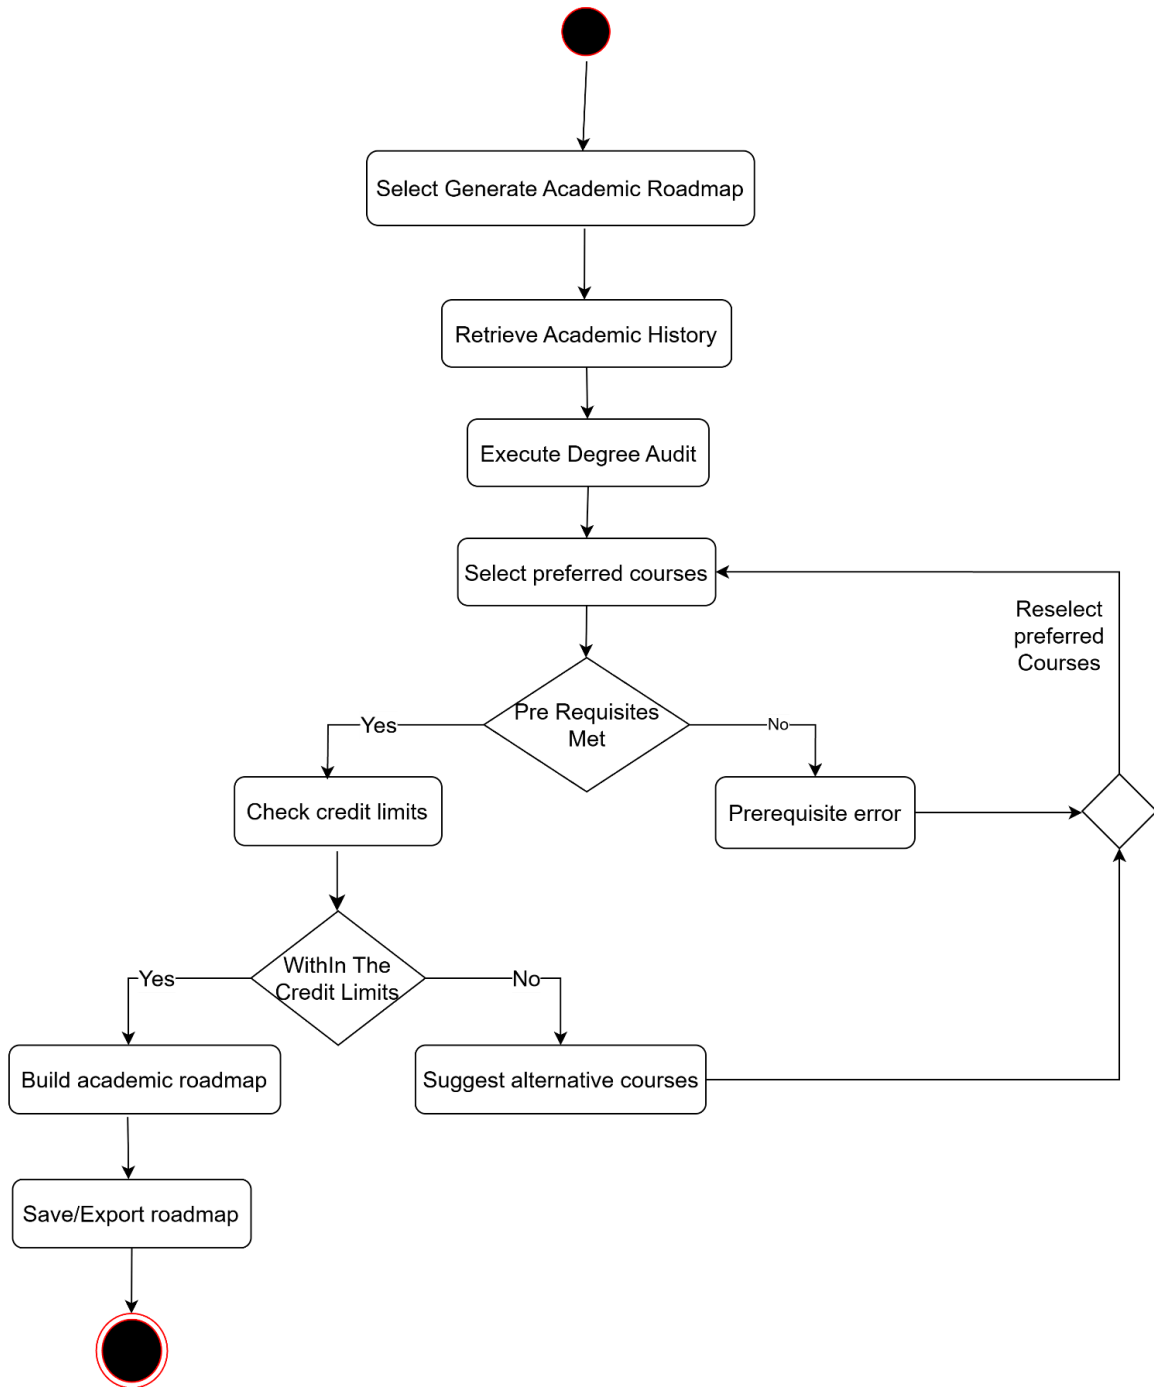 Select Generate Academic Roadmap
Retrieve Academic History
Execute Degree Audit
Select preferred courses
Reselect
preferred
Courses
Pre Requisites
Met
Yes
No
Check credit limits
Prerequisite error
WithIn The
Credit Limits
Yes
No
Build academic roadmap
Suggest alternative courses
Save/Export roadmap